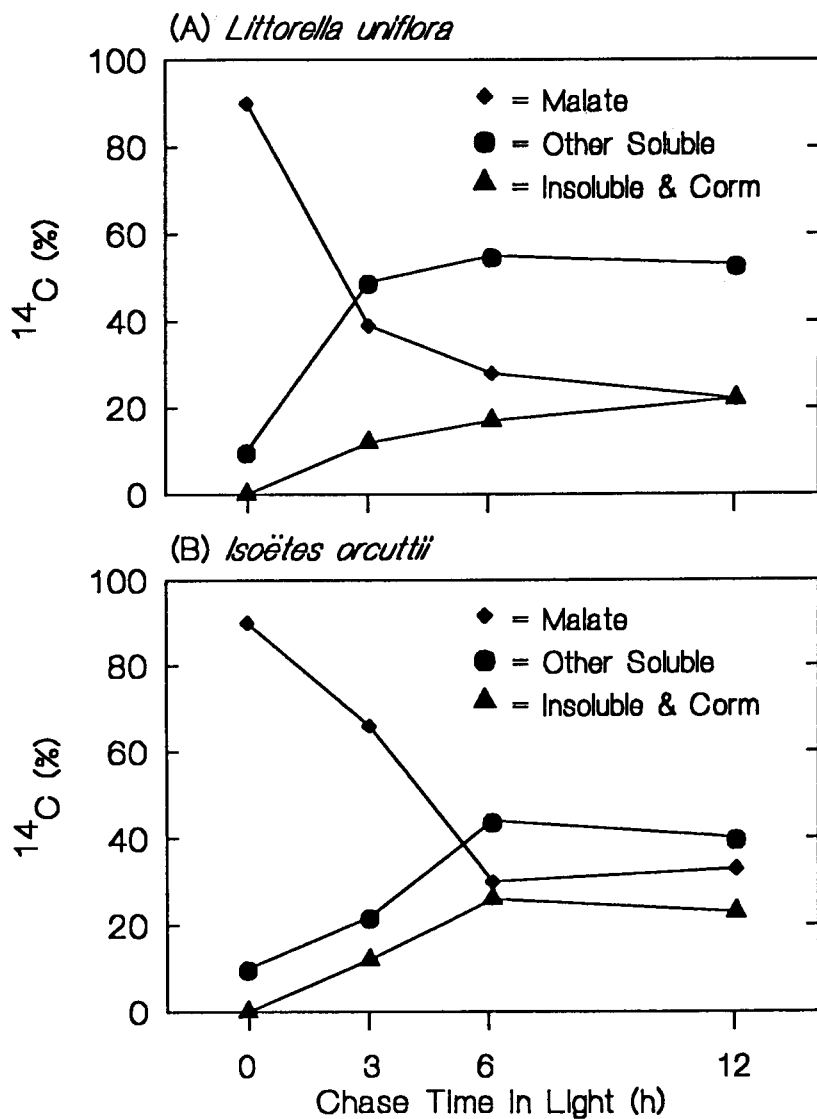 (A) Littorella uniflora
100
80
60
40
20
0
¹⁴C (%)
◆ = Malate
● = Other Soluble
▲ = Insoluble & Corm
(B) Isoëtes orcuttii
100
80
60
40
20
0
¹⁴C (%)
◆ = Malate
● = Other Soluble
▲ = Insoluble & Corm
0 3 6 12
Chase Time in Light (h)